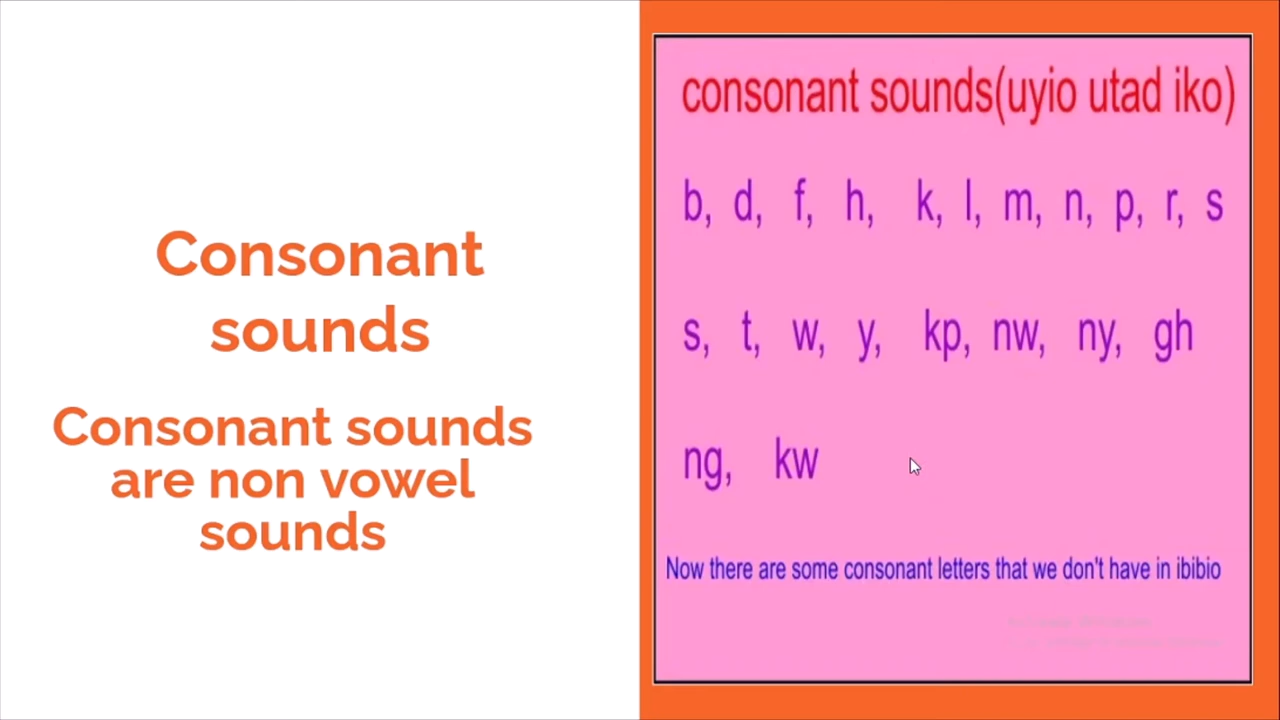 Consonant
sounds
Consonant sounds
are non vowel
sounds
consonant sounds(uyio utad iko)
b, d, f, h, k, l, m, n, p, r, s
s, t, w, y, kp, nw, ny, gh
ng, kw
Now there are some consonant letters that we don't have in ibibio